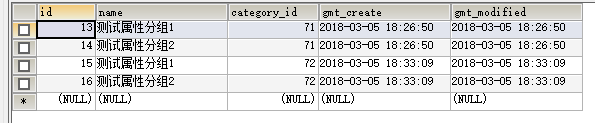 id name category_id gmt_create gmt_modified
13 测试属性分组1 71 2018-03-05 18:26:50 2018-03-05 18:26:50
14 测试属性分组2 71 2018-03-05 18:26:50 2018-03-05 18:26:50
15 测试属性分组1 72 2018-03-05 18:33:09 2018-03-05 18:33:09
16 测试属性分组2 72 2018-03-05 18:33:09 2018-03-05 18:33:09
* (NULL) (NULL) (NULL) (NULL) (NULL)